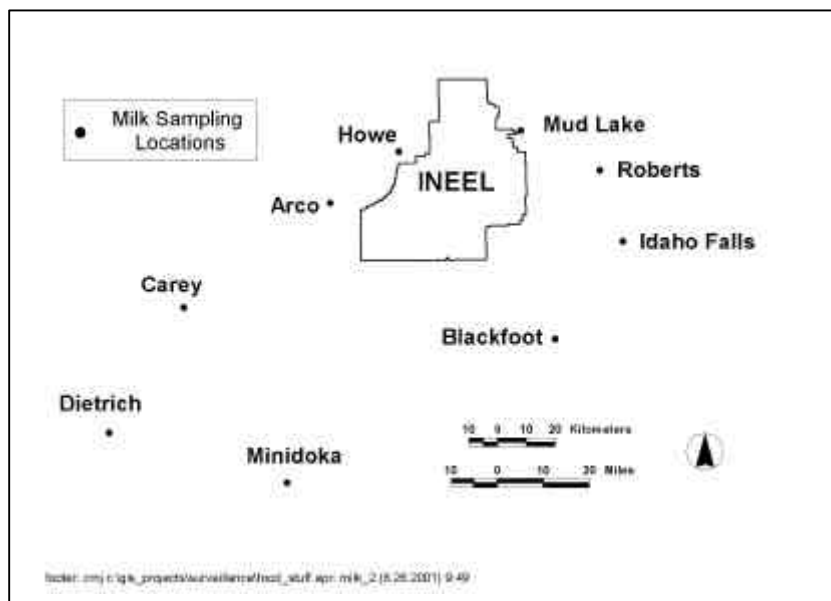 Milk Sampling
Locations
Howe
Mud Lake
INEEL
Roberts
Arco
Idaho Falls
Carey
Blackfoot
Dietrich
10 0 10 20 Kilometers
Minidoka
10 0 10 20 Miles